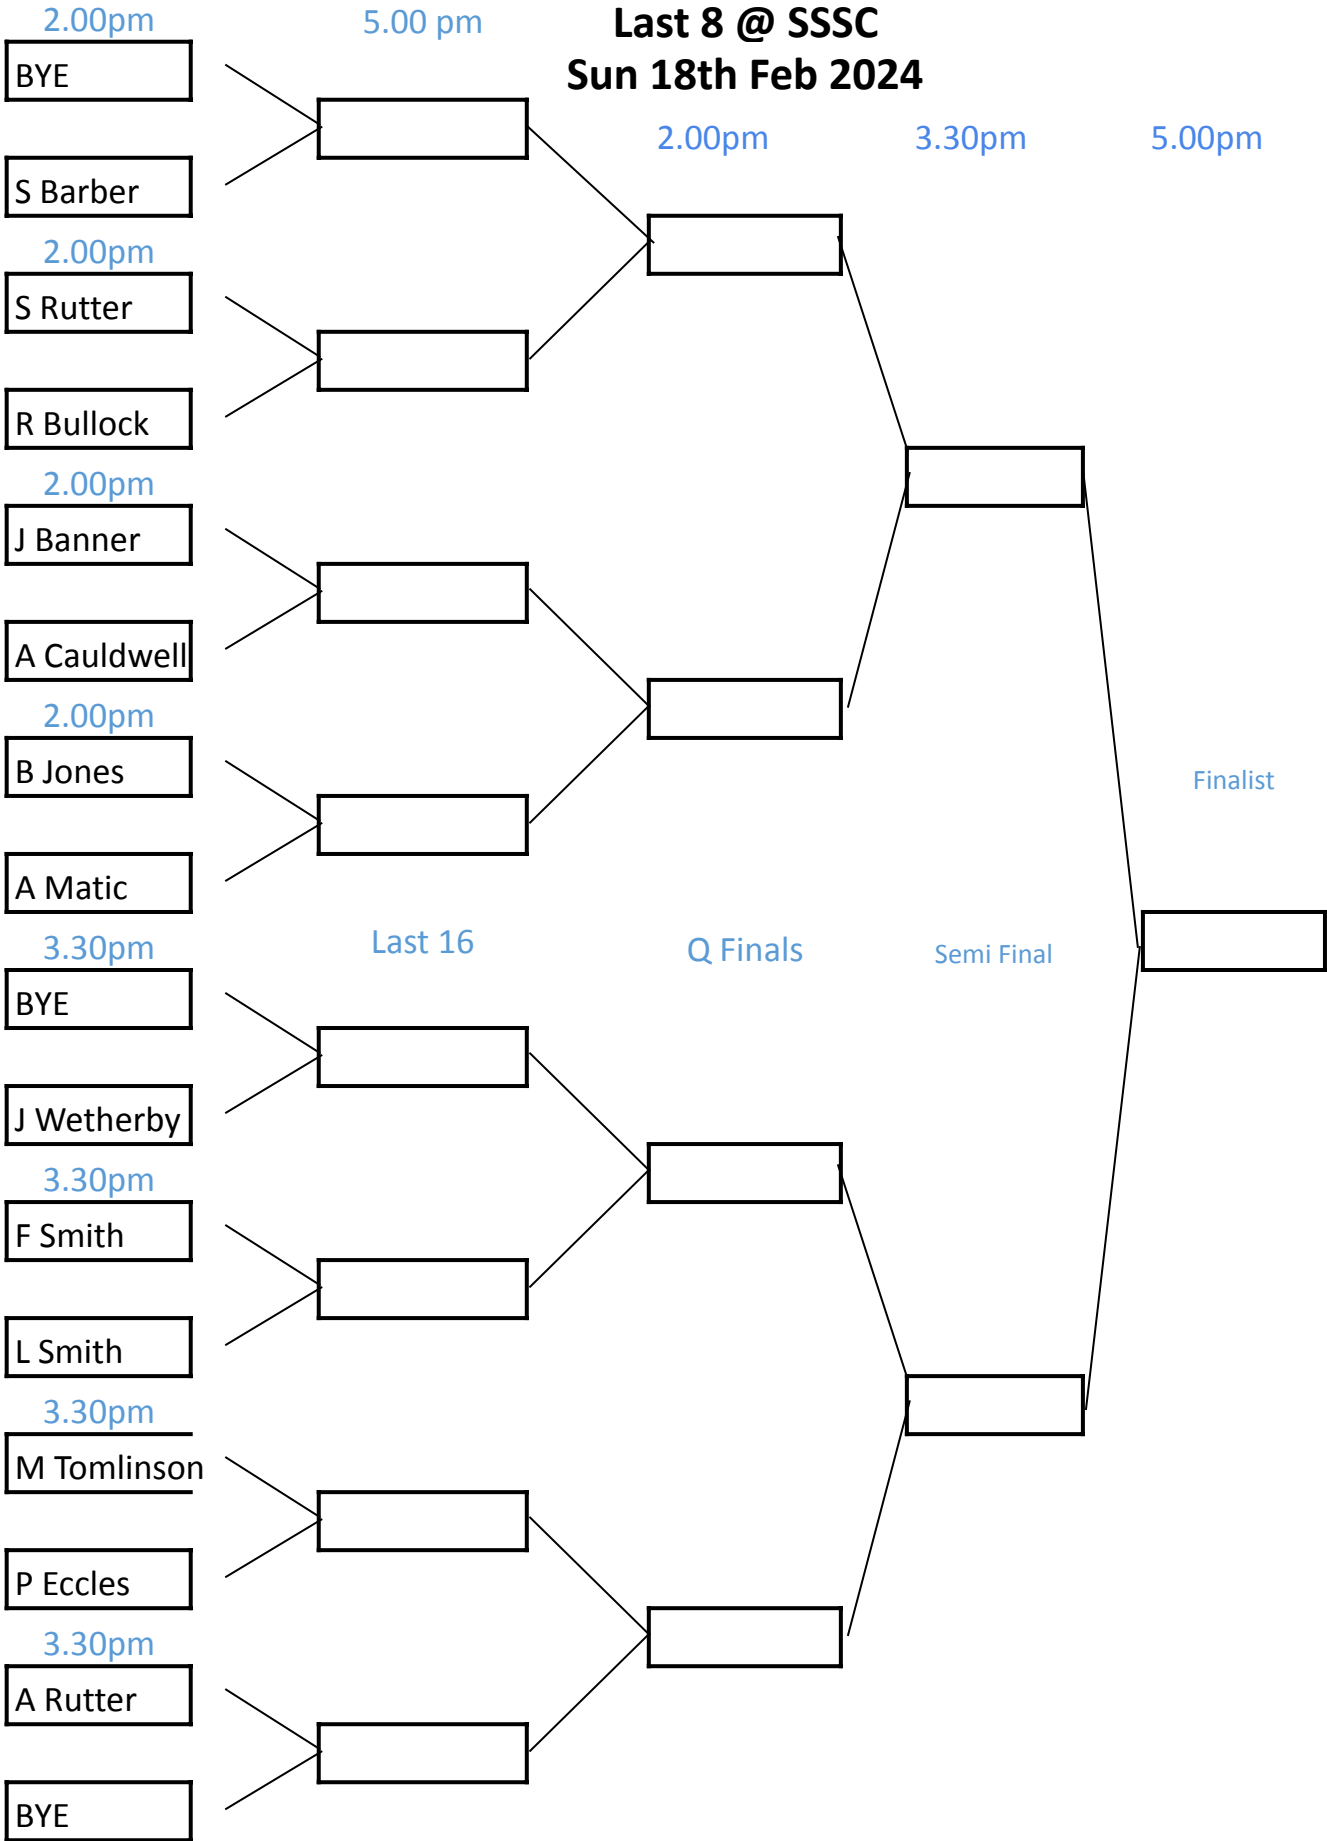 2.00pm
5.00 pm
Last 8 @ SSSC
Sun 18th Feb 2024
BYE
2.00pm
3.30pm
5.00pm
S Barber
2.00pm
S Rutter
R Bullock
2.00pm
J Banner
A Cauldwell
2.00pm
B Jones
Finalist
A Matic
3.30pm
Last 16
Q Finals
Semi Final
BYE
J Wetherby
3.30pm
F Smith
L Smith
3.30pm
M Tomlinson
P Eccles
3.30pm
A Rutter
BYE